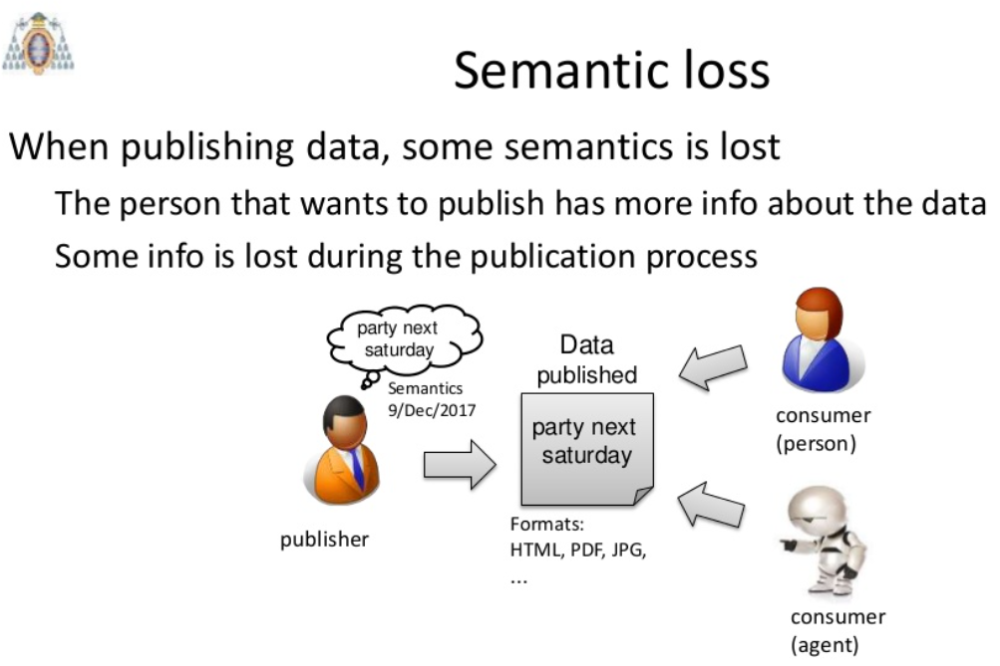 Semantic loss
When publishing data, some semantics is lost
The person that wants to publish has more info about the data
Some info is lost during the publication process
party next
saturday
Semantics
9/Dec/2017
publisher
Data
published
party next
saturday
Formats:
HTML, PDF, JPG,
...
consumer
(person)
consumer
(agent)